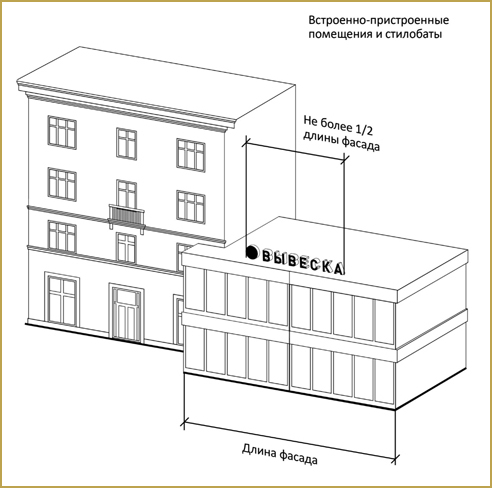 Встроенно-пристроенные
помещения и стилобаты
Не более 1/2
длины фасада
ВЫВЕСКА
Длина фасада